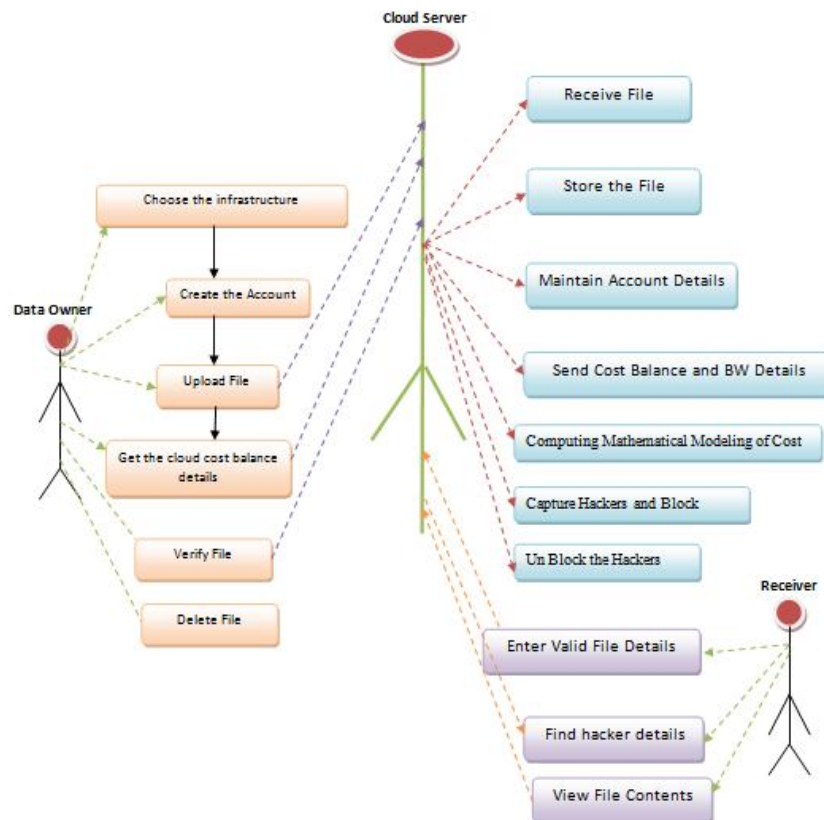 Cloud Server
Receive File
Store the File
Maintain Account Details
Send Cost Balance and BW Details
Computing Mathematical Modeling of Cost
Capture Hackers and Block
Un Block the Hackers
Choose the infrastructure
Create the Account
Data Owner
Upload File
Get the cloud cost balance
details
Verify File
Delete File
Receiver
Enter Valid File Details
Find hacker details
View File Contents